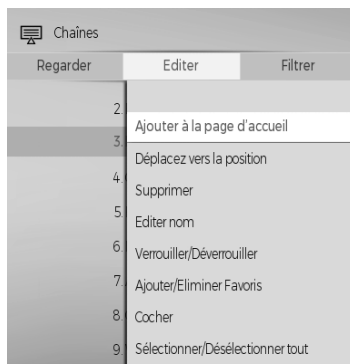 Chaînes
Regarder Editer Filtrer
2.
Ajouter à la page d'accueil
3.
Déplacez vers la position
4.
Supprimer
5.
Editer nom
6.
Verrouiller/Déverrouiller
7.
Ajouter/Eliminer Favoris
8.
Cocher
9.
Sélectionner/Désélectionner tout